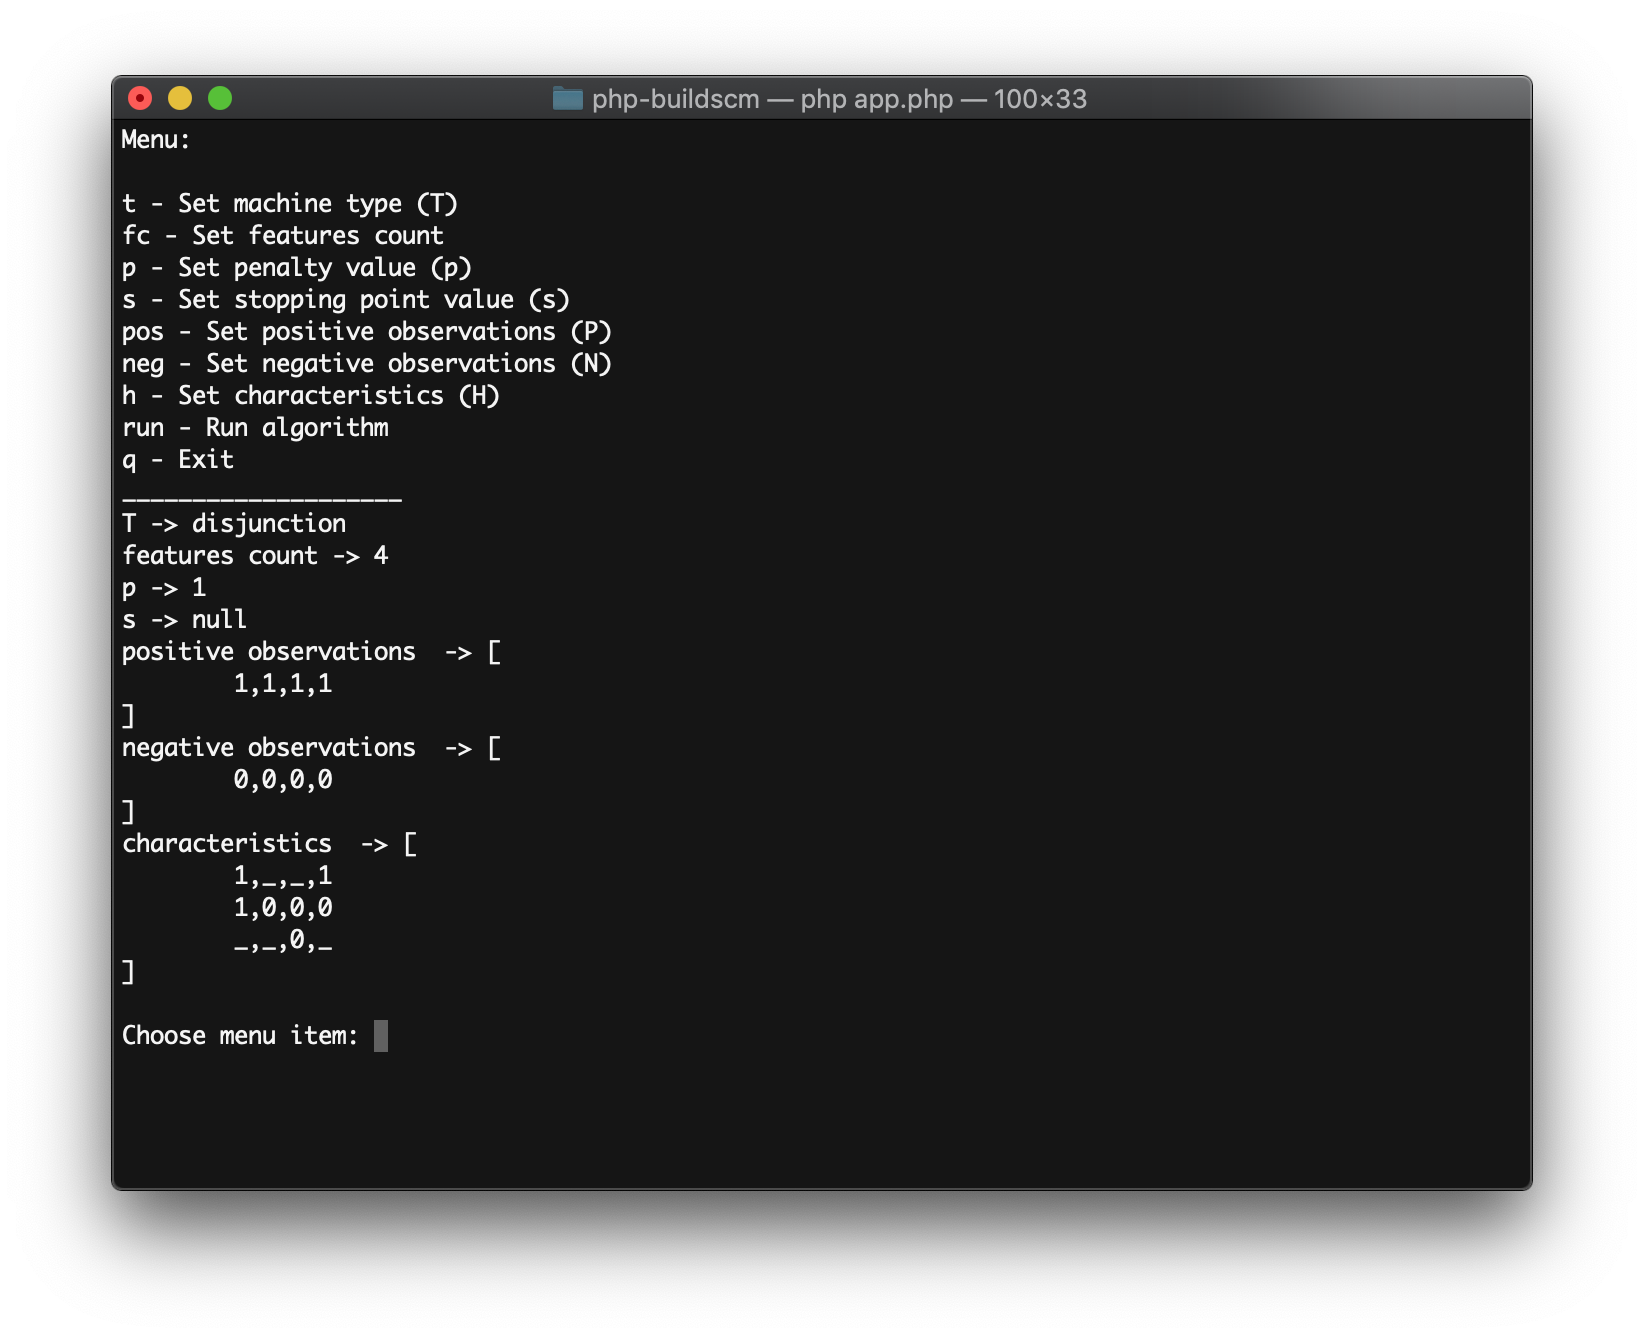 php-buildscm — php app.php — 100×33
Menu:
t - Set machine type (T)
fc - Set features count
p - Set penalty value (p)
s - Set stopping point value (s)
pos - Set positive observations (P)
neg - Set negative observations (N)
h - Set characteristics (H)
run - Run algorithm
q - Exit
____________________
T -> disjunction
features count -> 4
p -> 1
s -> null
positive observations  -> [
        1,1,1,1
]
negative observations  -> [
        0,0,0,0
]
characteristics  -> [
        1,_,_,1
        1,0,0,0
        _,_,0,_
]
Choose menu item: